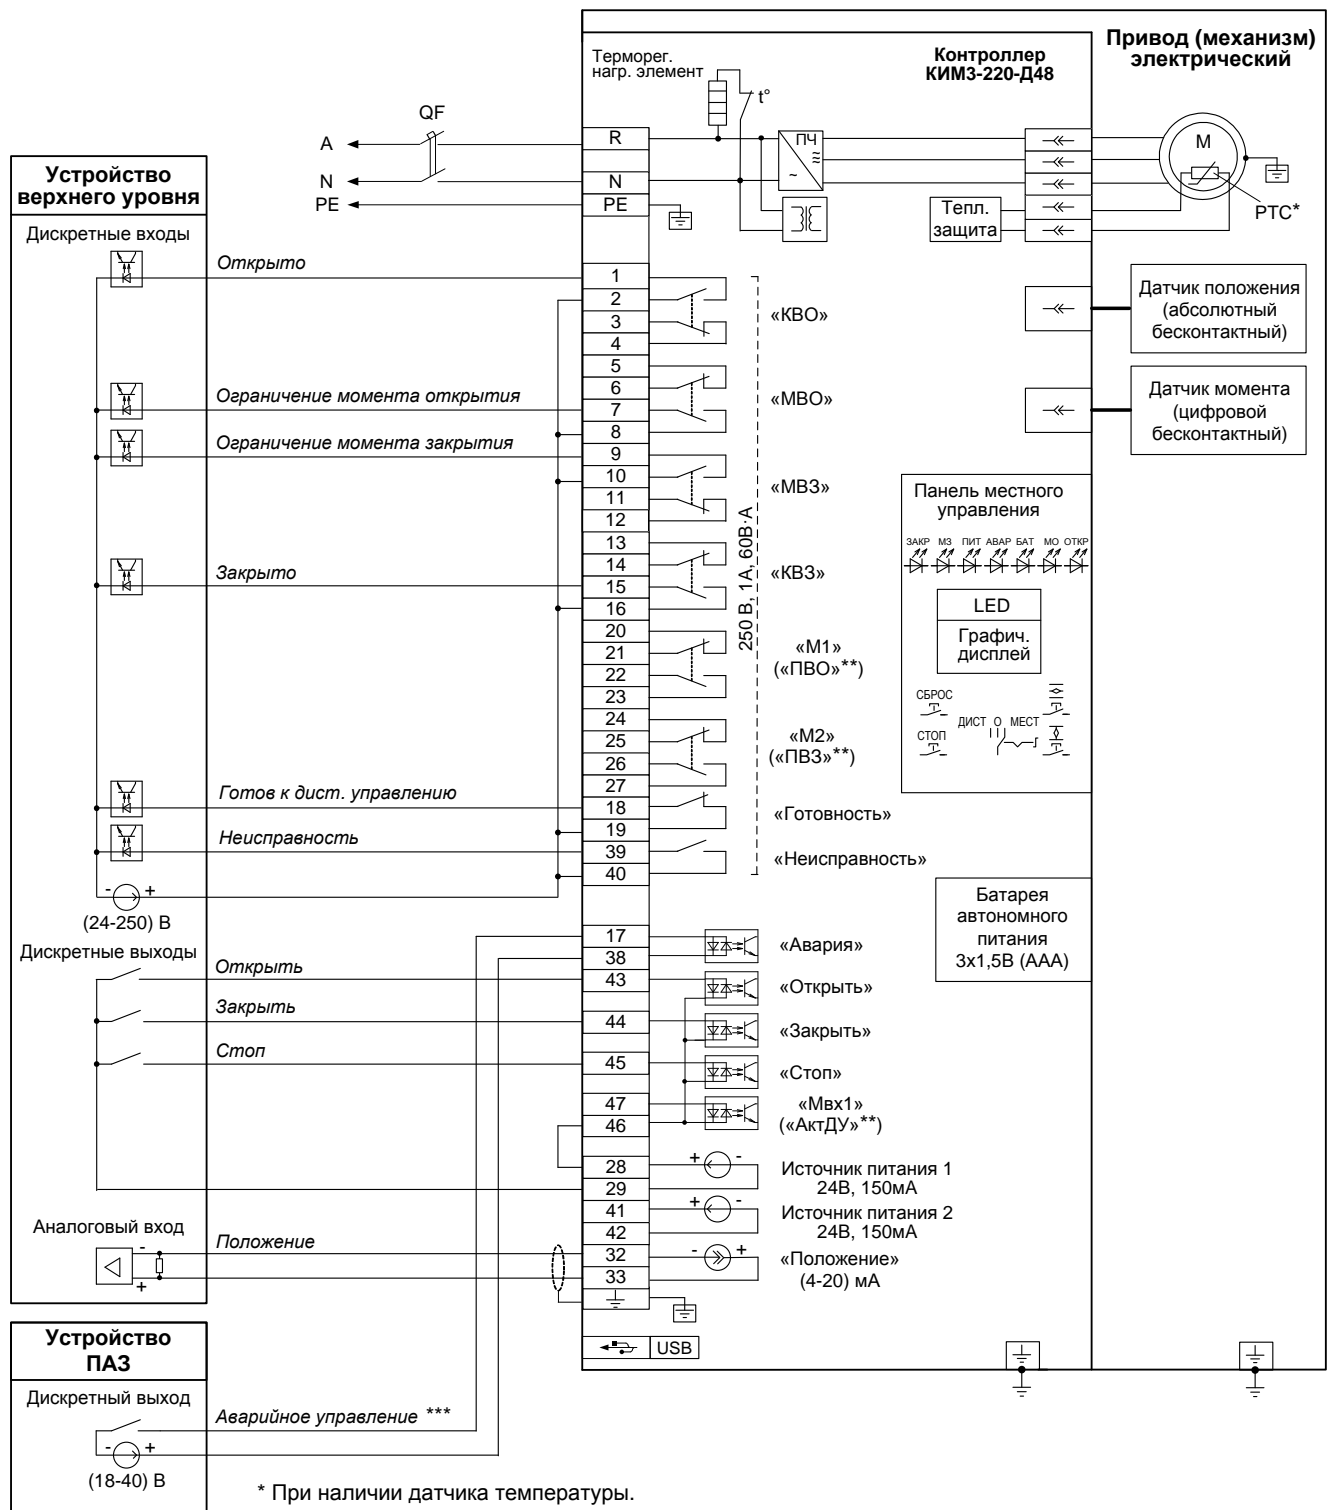 Привод (механизм)
электрический
Контроллер
КИМ3-220-Д48
Терморег.
нагр. элемент
t°
QF
A
R
ПЧ
≈
~
M
N
N
PE
PE
Тепл.
защита
PTC*
Устройство
верхнего уровня
Дискретные входы
Открыто
1
2
3
4
«КВО»
Датчик положения
(абсолютный
бесконтактный)
5
6
7
8
Ограничение момента открытия
«МВО»
Датчик момента
(цифровой
бесконтактный)
Ограничение момента закрытия
9
10
11
12
«МВЗ»
250 В, 1А, 60В·А
Панель местного
управления
ЗАКР МЗ ПИТ АВАР БАТ МО ОТКР
LED
Графич.
дисплей
СБРОС
СТОП
ДИСТ О МЕСТ
13
14
15
16
Закрыто
«КВЗ»
20
21
22
23
«М1»
(«ПВО»**)
24
25
26
27
«М2»
(«ПВЗ»**)
Готов к дист. управлению
18
19
«Готовность»
Неисправность
39
40
«Неисправность»
- +
(24-250) В
Батарея
автономного
питания
3х1,5В (ААА)
Дискретные выходы
17
38
«Авария»
Открыть
43
«Открыть»
Закрыть
44
«Закрыть»
Стоп
45
«Стоп»
47
46
«Мвх1»
(«АктДУ»**)
28
29
+ -
Источник питания 1
24В, 150мА
41
42
+ -
Источник питания 2
24В, 150мА
Аналоговый вход
-
+
Положение
32
33
- +
«Положение»
(4-20) мА
USB
Устройство
ПАЗ
Дискретный выход
Аварийное управление ***
- +
(18-40) В
* При наличии датчика температуры.